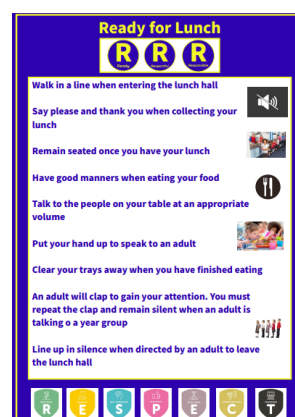 Ready for Lunch
R R R
Ready Respectful Responsible
Walk in a line when entering the lunch hall
Say please and thank you when collecting your
lunch
Remain seated once you have your lunch
Have good manners when eating your food
Talk to the people on your table at an appropriate
volume
Put your hand up to speak to an adult
Clear your trays away when you have finished eating
An adult will clap to gain your attention. You must
repeat the clap and remain silent when an adult is
talking o a year group
Line up in silence when directed by an adult to leave
the lunch hall
R E S P E C T